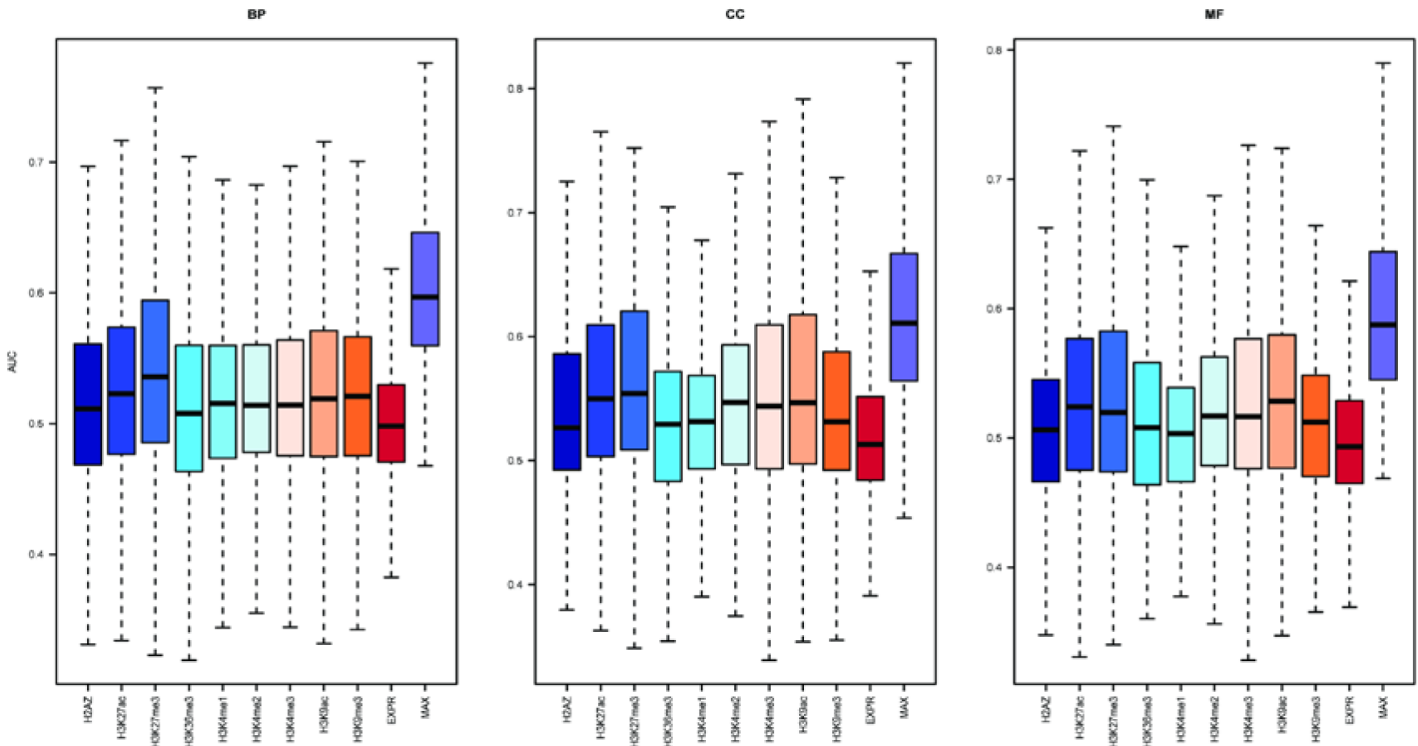 BP
CC
MF
AUC
0.7
0.6
0.5
0.4
H2AZ
H3K27ac
H3K27me3
H3K36me3
H3K4me1
H3K4me2
H3K4me3
H3K9ac
H3K9me3
EXPR
MAX
0.8
0.7
0.6
0.5
0.4
H2AZ
H3K27ac
H3K27me3
H3K36me3
H3K4me1
H3K4me2
H3K4me3
H3K9ac
H3K9me3
EXPR
MAX
0.8
0.7
0.6
0.5
0.4
H2AZ
H3K27ac
H3K27me3
H3K36me3
H3K4me1
H3K4me2
H3K4me3
H3K9ac
H3K9me3
EXPR
MAX